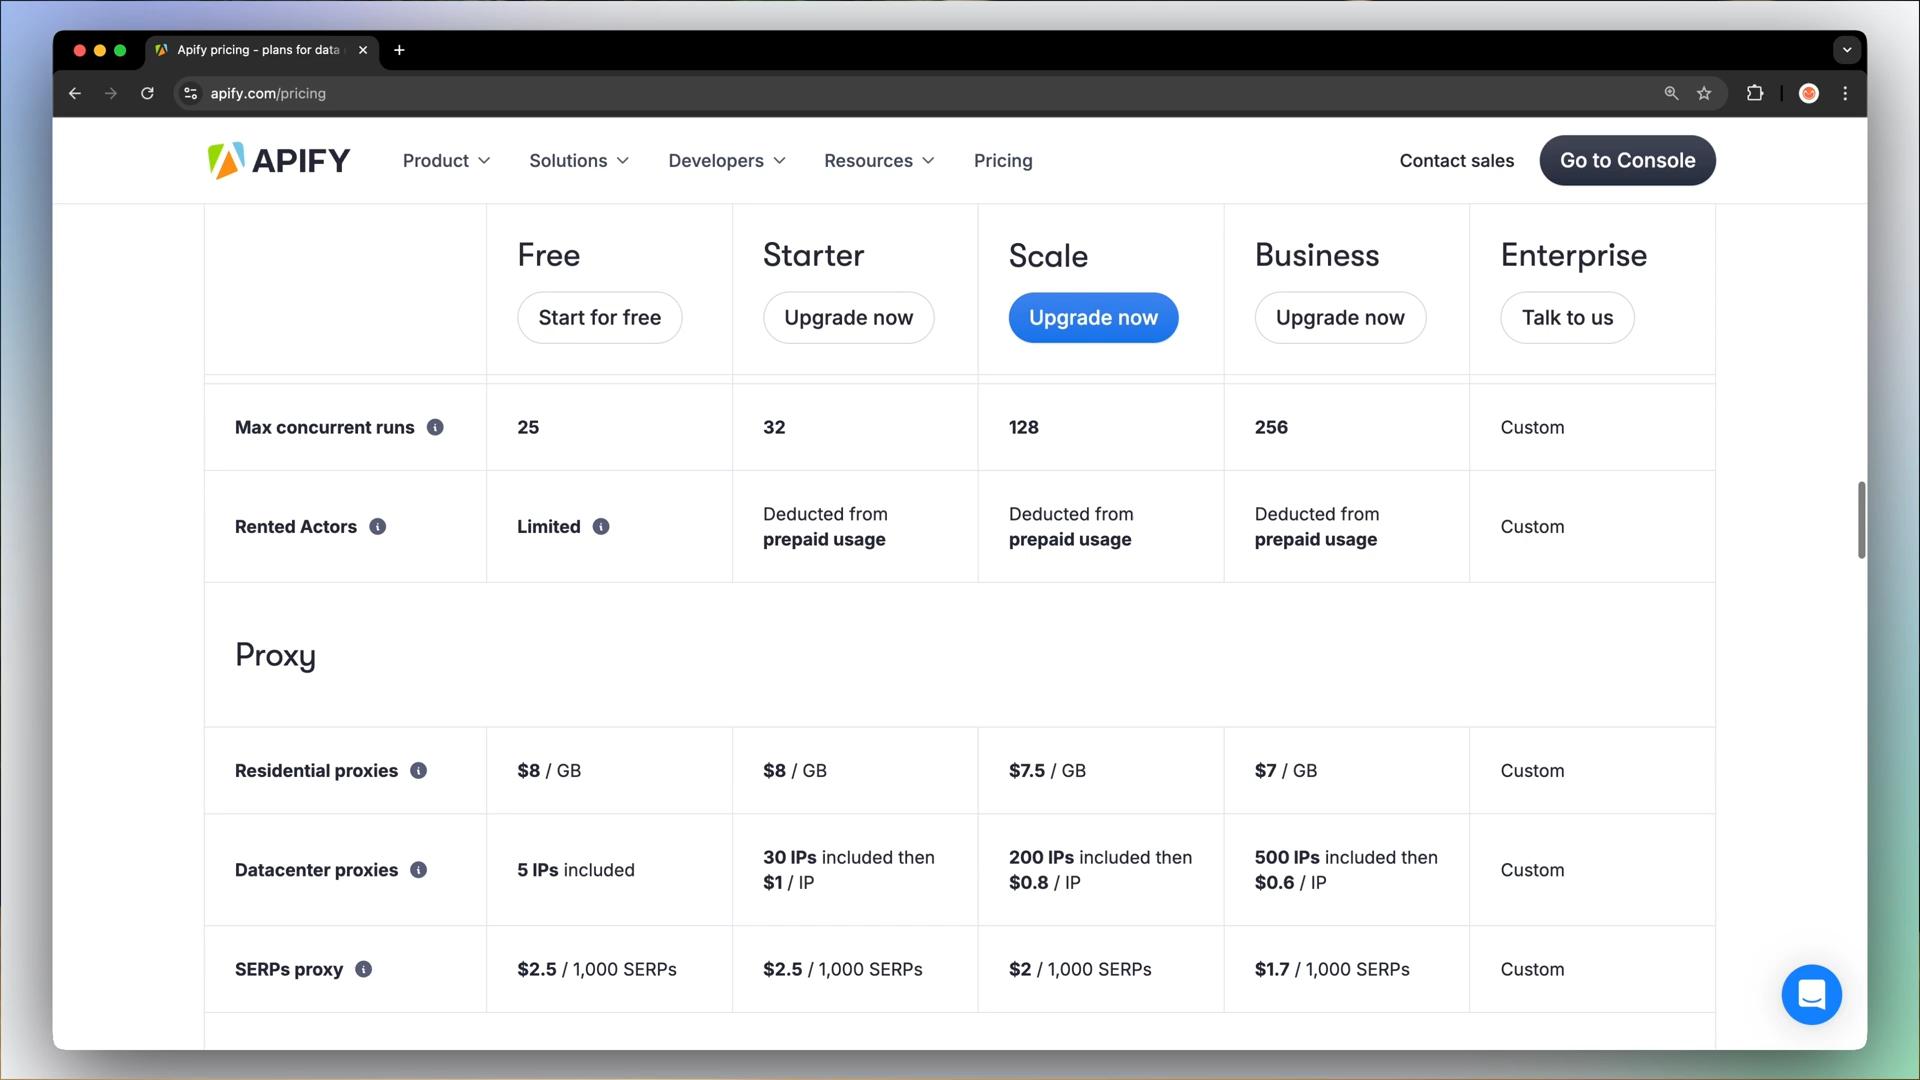 Apify pricing - plans for data
apify.com/pricing
APIFY
Product
Solutions
Developers
Resources
Pricing
Contact sales
Go to Console
Free
Starter
Scale
Business
Enterprise
Start for free
Upgrade now
Upgrade now
Upgrade now
Talk to us
Max concurrent runs
25
32
128
256
Custom
Rented Actors
Limited
Deducted from
prepaid usage
Deducted from
prepaid usage
Deducted from
prepaid usage
Custom
Proxy
Residential proxies
$8 / GB
$8 / GB
$7.5 / GB
$7 / GB
Custom
Datacenter proxies
5 IPs included
30 IPs included then
$1 / IP
200 IPs included then
$0.8 / IP
500 IPs included then
$0.6 / IP
Custom
SERPs proxy
$2.5 / 1,000 SERPs
$2.5 / 1,000 SERPs
$2 / 1,000 SERPs
$1.7 / 1,000 SERPs
Custom